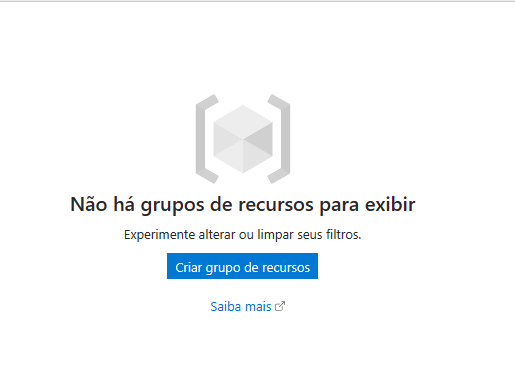 Não há grupos de recursos para exibir
Experimente alterar ou limpar seus filtros.
Criar grupo de recursos
Saiba mais